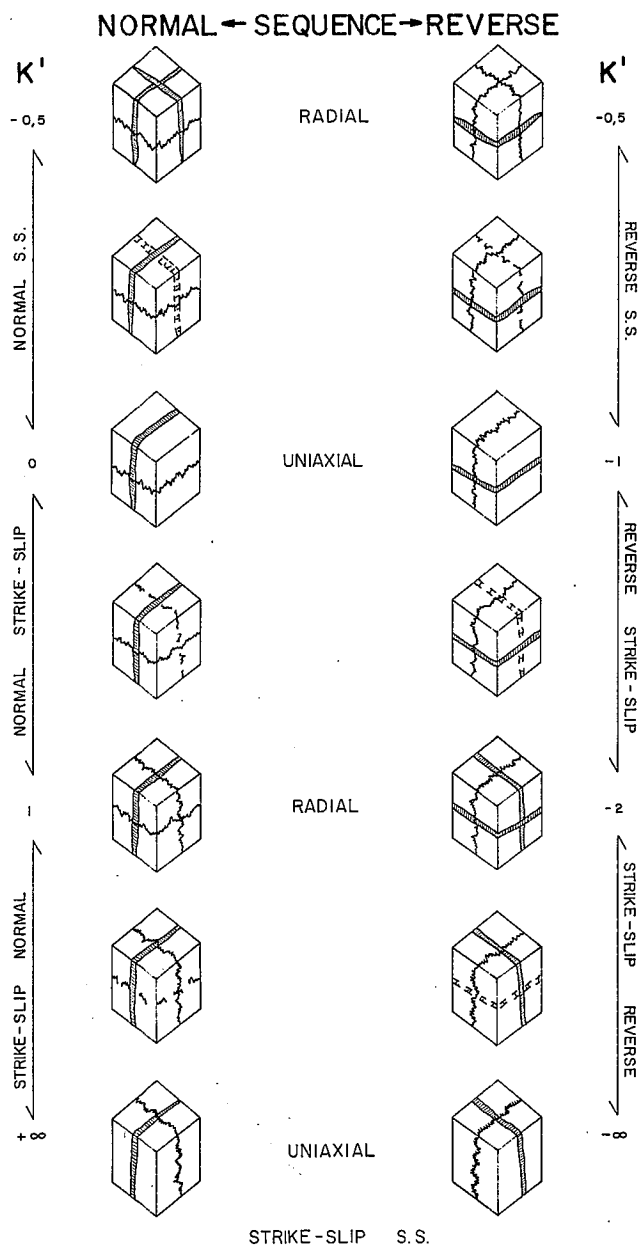 NORMAL ← SEQUENCE → REVERSE
K' K'
-0,5 RADIAL -0,5
NORMAL S.S. REVERSE S.S.
0 UNIAXIAL -1
NORMAL STRIKE-SLIP REVERSE STRIKE-SLIP
1 RADIAL -2
STRIKE-SLIP NORMAL STRIKE-SLIP REVERSE
+∞ UNIAXIAL -∞
STRIKE-SLIP S.S.